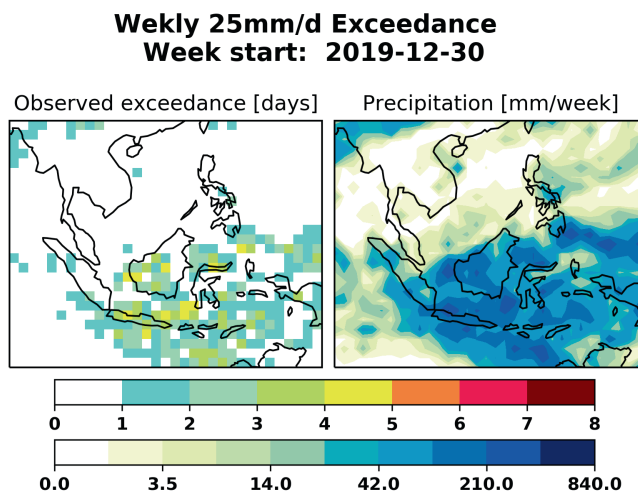 Wekly 25mm/d Exceedance
Week start:  2019-12-30
Observed exceedance [days]
Precipitation [mm/week]
0 1 2 3 4 5 6 7 8
0.0 3.5 14.0 42.0 210.0 840.0